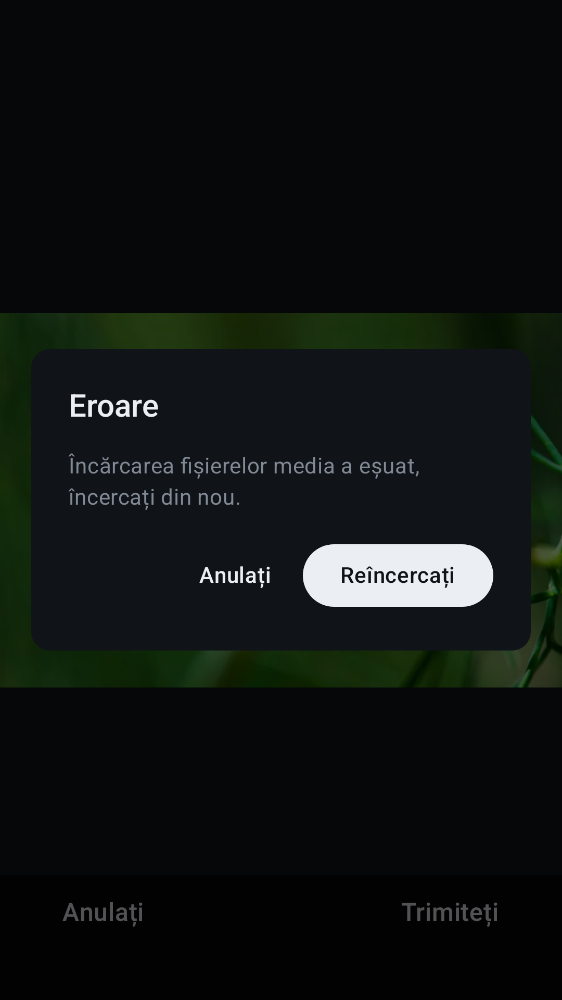 Eroare
Încărcarea fișierelor media a eșuat,
încercați din nou.
Anulați
Reîncercați
Anulați
Trimiteți